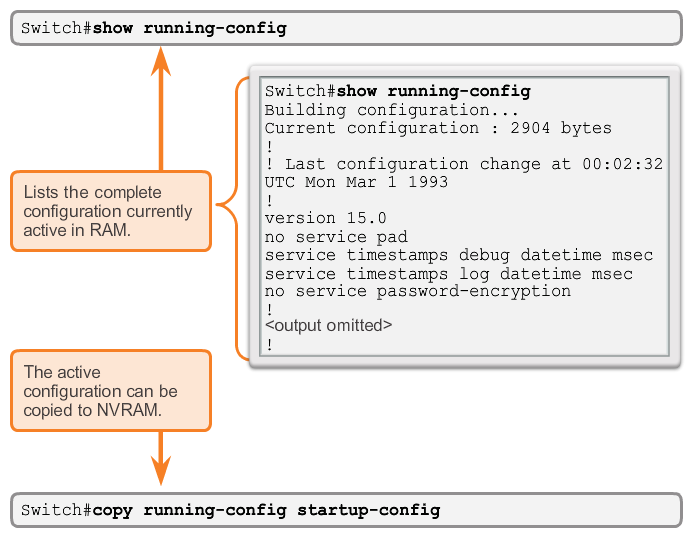 Switch#show running-config
Switch#show running-config
Building configuration...
Current configuration : 2904 bytes
!
! Last configuration change at 00:02:32
UTC Mon Mar 1 1993
!
version 15.0
no service pad
service timestamps debug datetime msec
service timestamps log datetime msec
no service password-encryption
!
<output omitted>
!
Lists the complete
configuration currently
active in RAM.
The active
configuration can be
copied to NVRAM.
Switch#copy running-config startup-config